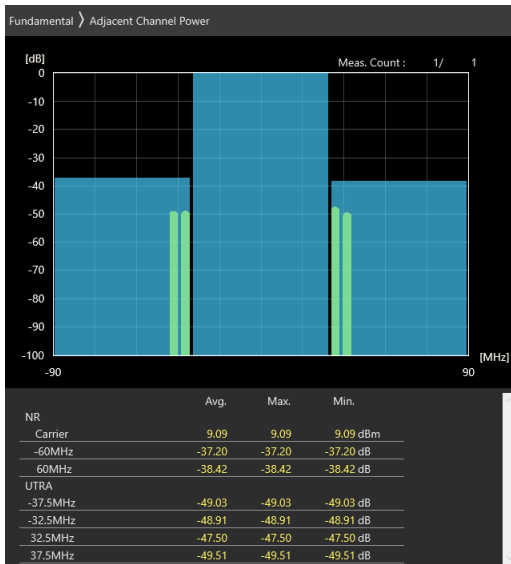 Fundamental 〉 Adjacent Channel Power
[dB]
Meas. Count : 1/ 1
0
-10
-20
-30
-40
-50
-60
-70
-80
-90
-100
[MHz]
-90 90
Avg. Max. Min.
NR
Carrier 9.09 9.09 9.09 dBm
-60MHz -37.20 -37.20 -37.20 dB
60MHz -38.42 -38.42 -38.42 dB
UTRA
-37.5MHz -49.03 -49.03 -49.03 dB
-32.5MHz -48.91 -48.91 -48.91 dB
32.5MHz -47.50 -47.50 -47.50 dB
37.5MHz -49.51 -49.51 -49.51 dB